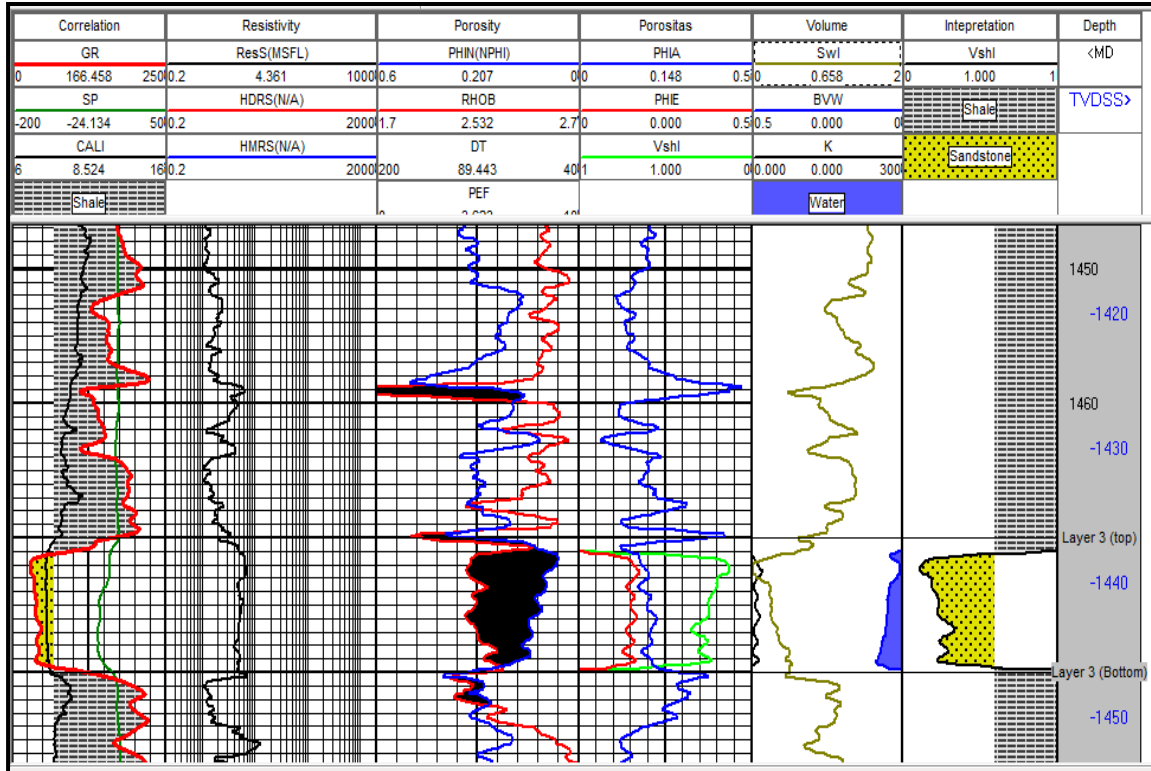 Correlation Resistivity Porosity Porositas Volume Intepretation Depth
GR ResS(MSFL) PHIN(NPHI) PHIA SwI Vshl <MD
0 166.458 250 0.2 4.361 1000 0.6 0.207 0 0 0.148 0.5 0 0.658 2 0 1.000 1
SP HDRS(N/A) RHOB PHIE BVW Shale TVDSS>
-200 -24.134 50 0.2 2000 1.7 2.532 2.7 0 0.000 0.5 0.5 0.000 0
CALI HMRS(N/A) DT Vshl K Sandstone
6 8.524 16 0.2 2000 200 89.443 40 1 1.000 0 0.000 0.000 300
Shale PEF Water
1450
-1420
1460
-1430
Layer 3 (top)
-1440
Layer 3 (Bottom)
-1450